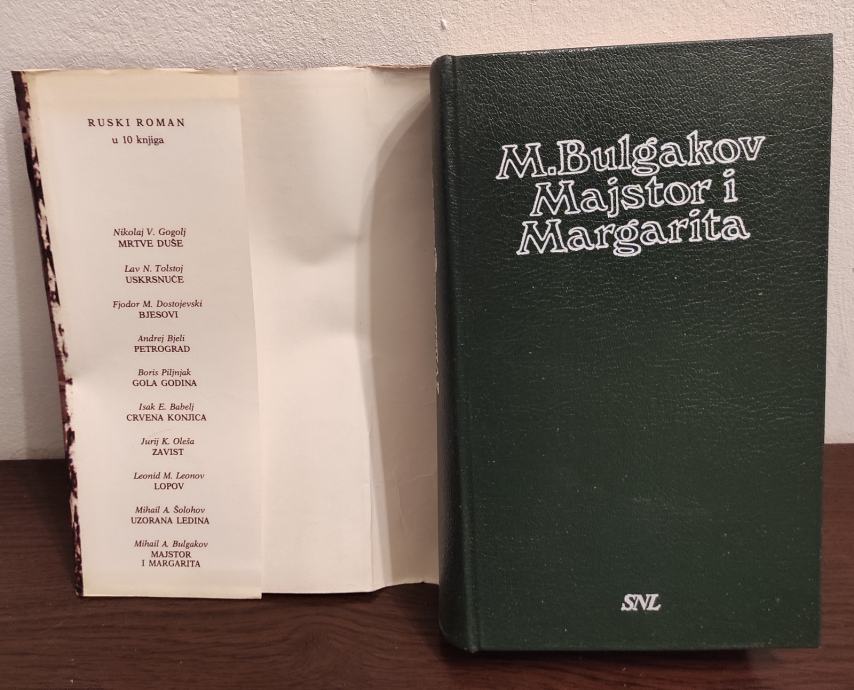 RUSKI ROMAN
u 10 knjiga
Nikolaj V. Gogolj
MRTVE DUŠE
Lav N. Tolstoj
USKRSNUĆE
Fjodor M. Dostojevski
BJESOVI
Andrej Bjeli
PETROGRAD
Boris Piljnjak
GOLA GODINA
Isak E. Babelj
CRVENA KONJICA
Jurij K. Oleša
ZAVIST
Leonid M. Leonov
LOPOV
Mihail A. Šolohov
UZORANA LEDINA
Mihail A. Bulgakov
MAJSTOR
I MARGARITA
M. Bulgakov
Majstor i
Margarita
SNL